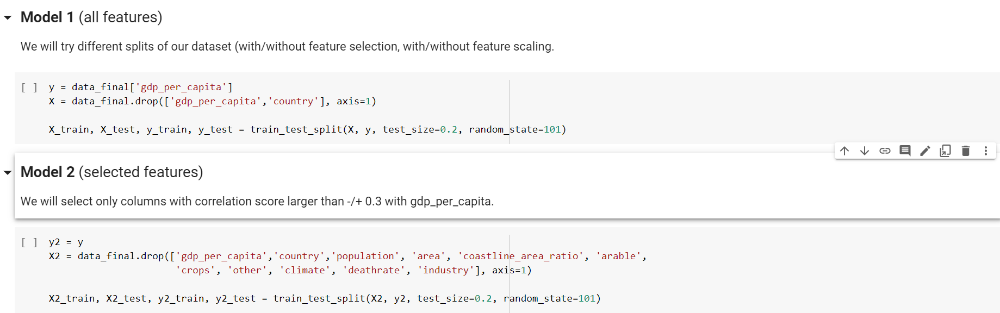 Model 1 (all features)
We will try different splits of our dataset (with/without feature selection, with/without feature scaling.
[ ] y = data_final['gdp_per_capita']
X = data_final.drop(['gdp_per_capita','country'], axis=1)
X_train, X_test, y_train, y_test = train_test_split(X, y, test_size=0.2, random_state=101)
Model 2 (selected features)
We will select only columns with correlation score larger than -/+ 0.3 with gdp_per_capita.
[ ] y2 = y
X2 = data_final.drop(['gdp_per_capita','country','population', 'area', 'coastline_area_ratio', 'arable',
'crops', 'other', 'climate', 'deathrate', 'industry'], axis=1)
X2_train, X2_test, y2_train, y2_test = train_test_split(X2, y2, test_size=0.2, random_state=101)